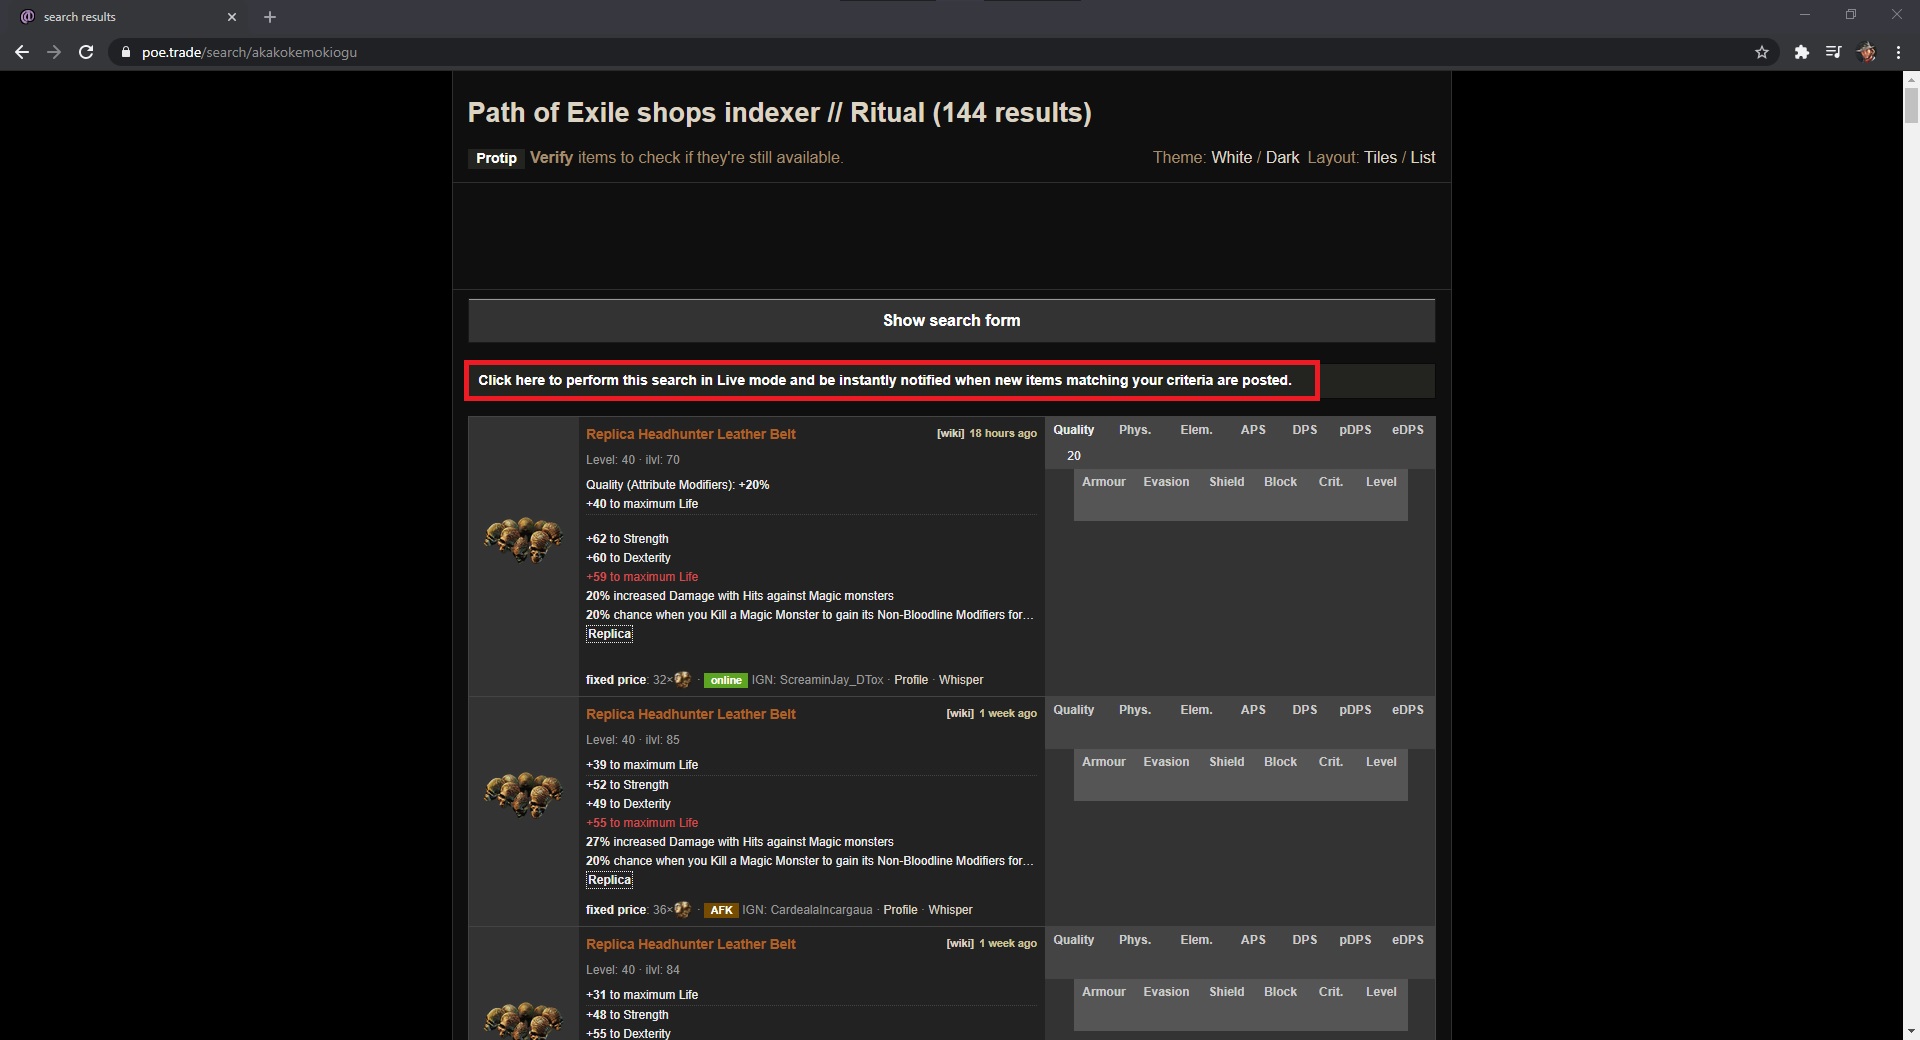 search results
poe.trade/search/akakokemokiogu
Path of Exile shops indexer // Ritual (144 results)
Protip Verify items to check if they're still available.
Theme: White / Dark Layout: Tiles / List
Show search form
Click here to perform this search in Live mode and be instantly notified when new items matching your criteria are posted.
Replica Headhunter Leather Belt [wiki] 18 hours ago
Level: 40 · ilvl: 70
Quality (Attribute Modifiers): +20%
+40 to maximum Life
+62 to Strength
+60 to Dexterity
+59 to maximum Life
20% increased Damage with Hits against Magic monsters
20% chance when you Kill a Magic Monster to gain its Non-Bloodline Modifiers for...
Replica
fixed price: 32× · online IGN: ScreaminJay_DTox · Profile · Whisper
Quality Phys. Elem. APS DPS pDPS eDPS
20
Armour Evasion Shield Block Crit. Level
Replica Headhunter Leather Belt [wiki] 1 week ago
Level: 40 · ilvl: 85
+39 to maximum Life
+52 to Strength
+49 to Dexterity
+55 to maximum Life
27% increased Damage with Hits against Magic monsters
20% chance when you Kill a Magic Monster to gain its Non-Bloodline Modifiers for...
Replica
fixed price: 36× · AFK IGN: CardealaIncargaua · Profile · Whisper
Quality Phys. Elem. APS DPS pDPS eDPS
Armour Evasion Shield Block Crit. Level
Replica Headhunter Leather Belt [wiki] 1 week ago
Level: 40 · ilvl: 84
+31 to maximum Life
+48 to Strength
+55 to Dexterity
Quality Phys. Elem. APS DPS pDPS eDPS
Armour Evasion Shield Block Crit. Level